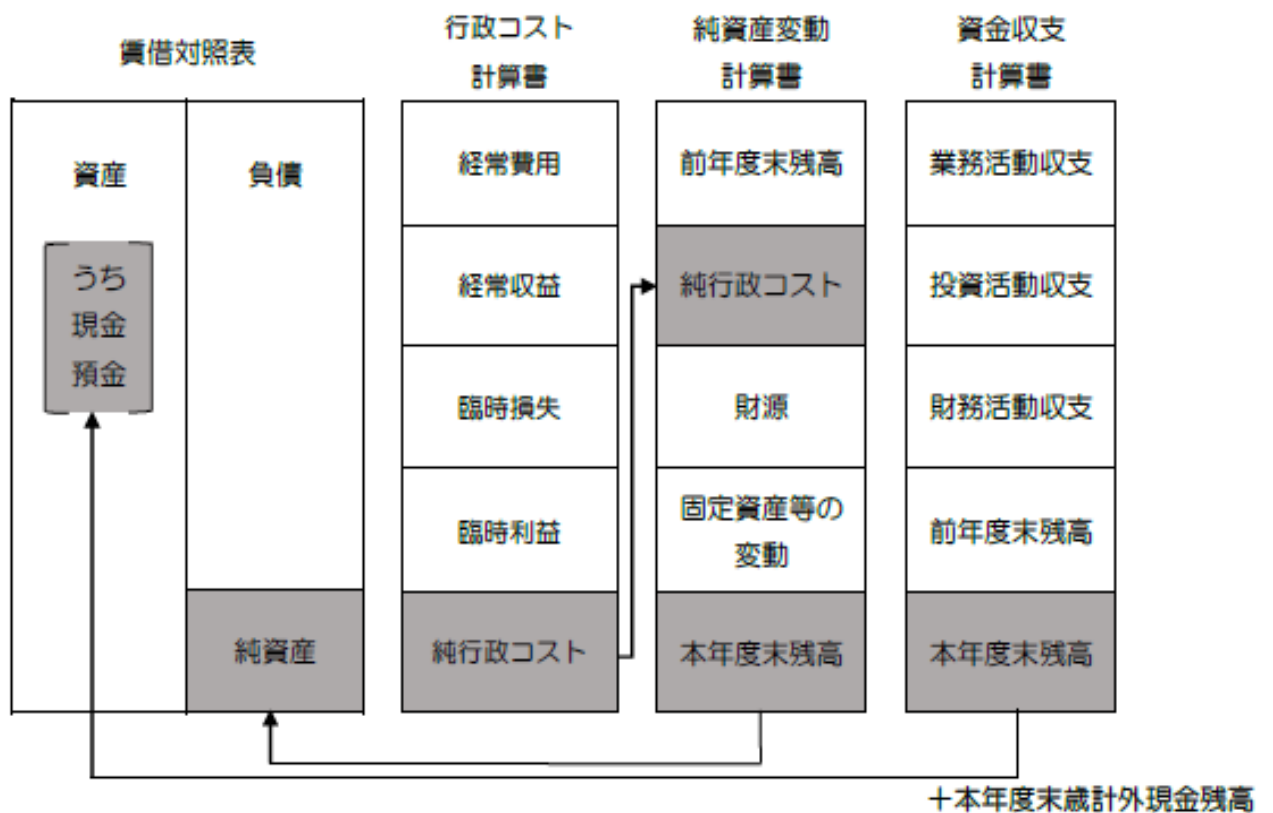 賃借対照表
資産
負債
うち
現金
預金
純資産
行政コスト
計算書
経常費用
経常収益
臨時損失
臨時利益
純行政コスト
純資産変動
計算書
前年度末残高
純行政コスト
財源
固定資産等の
変動
本年度末残高
資金収支
計算書
業務活動収支
投資活動収支
財務活動収支
前年度末残高
本年度末残高
＋本年度末歳計外現金残高